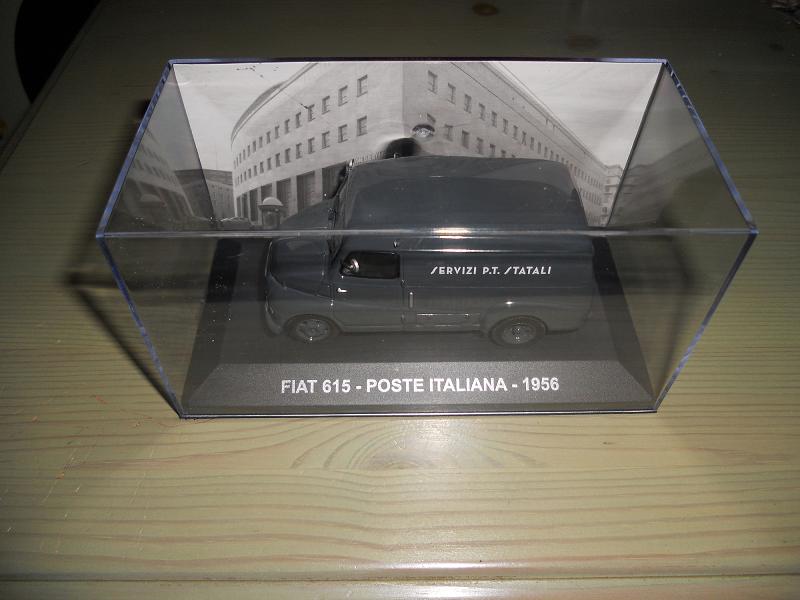 SERVIZI P.T. STATALI
FIAT 615 - POSTE ITALIANA - 1956